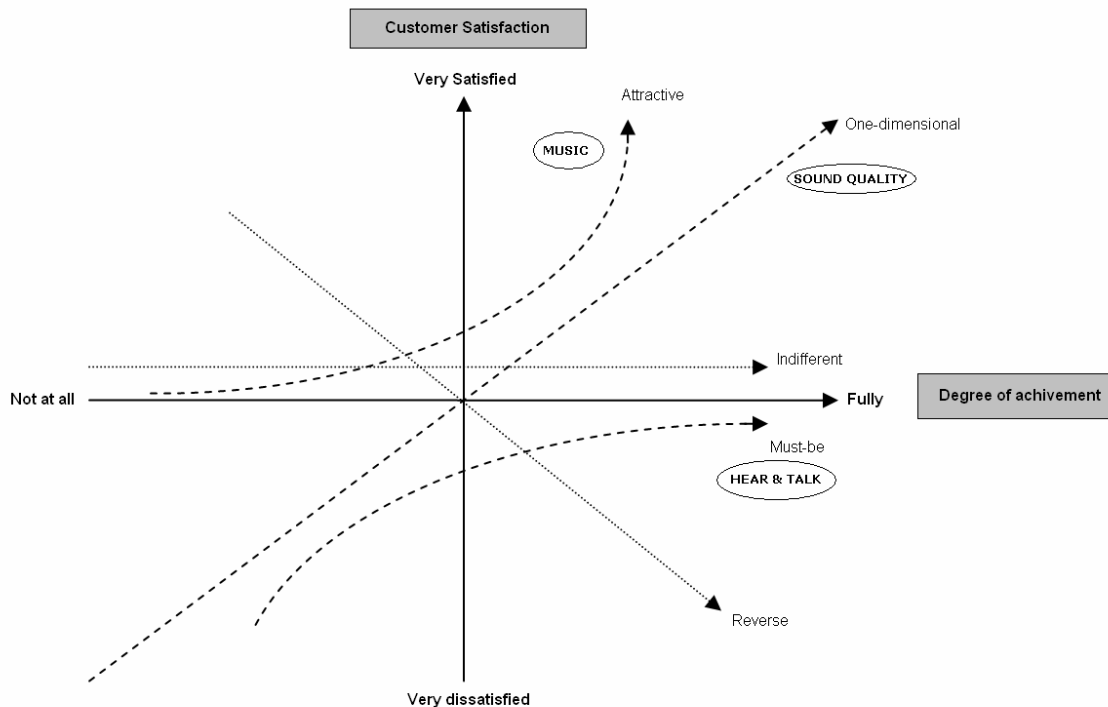 Customer Satisfaction
Very Satisfied
Attractive
One-dimensional
MUSIC
SOUND QUALITY
Indifferent
Not at all
Fully
Degree of achivement
Must-be
HEAR & TALK
Reverse
Very dissatisfied